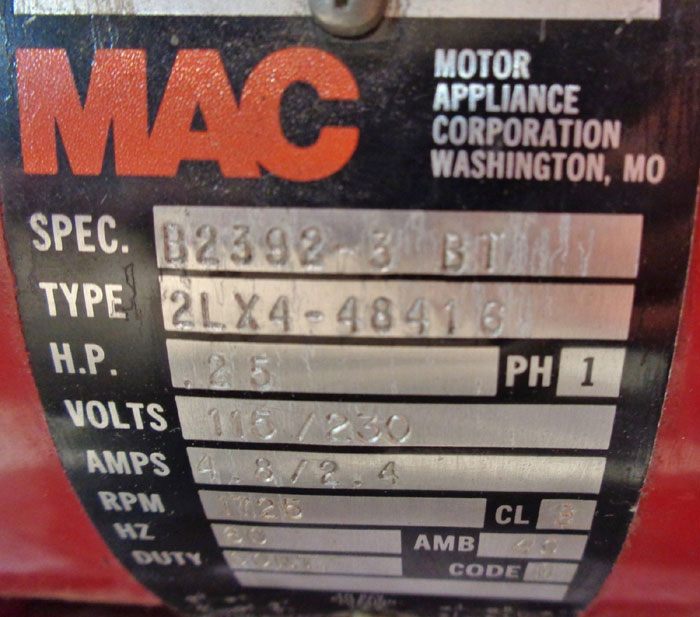 MAC
MOTOR
APPLIANCE
CORPORATION
WASHINGTON, MO
SPEC. B2392-3 BT
TYPE 2LX4-48416
H.P. .25 PH 1
VOLTS 115/230
AMPS 4.8/2.4
RPM 1725 CL
HZ 60 AMB 40
DUTY CODE